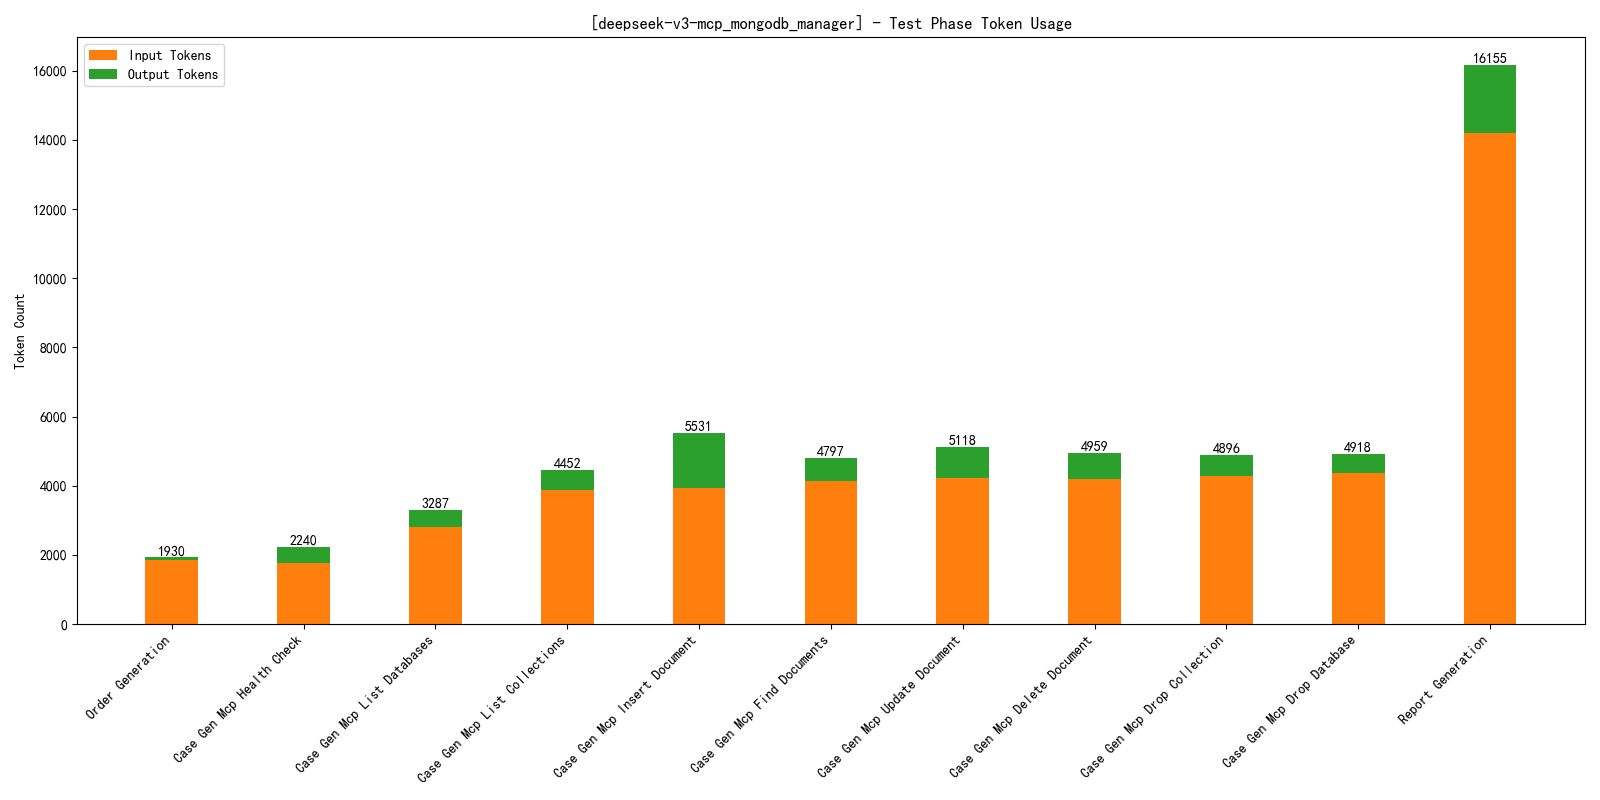 [deepseek-v3-mcp_mongodb_manager] - Test Phase Token Usage
Input Tokens
Output Tokens
Token Count
16000
14000
12000
10000
8000
6000
4000
2000
0
1930
2240
3287
4452
5531
4797
5118
4959
4896
4918
16155
Order Generation
Case Gen Mcp Health Check
Case Gen Mcp List Databases
Case Gen Mcp List Collections
Case Gen Mcp Insert Document
Case Gen Mcp Find Documents
Case Gen Mcp Update Document
Case Gen Mcp Delete Document
Case Gen Mcp Drop Collection
Case Gen Mcp Drop Database
Report Generation